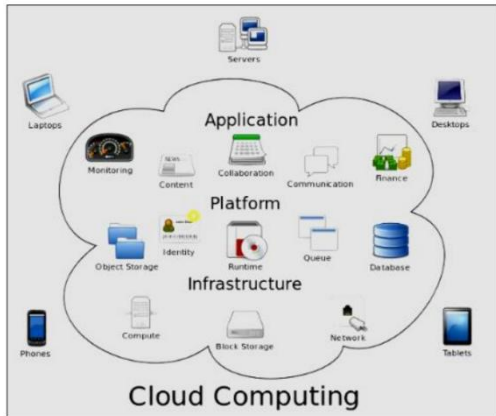 Servers
Laptops
Desktops
Application
Monitoring
NEWS
Content
Collaboration
Communication
Finance
Platform
Object Storage
Identity
Runtime
Queue
Database
Infrastructure
Compute
Block Storage
Network
Phones
Tablets
Cloud Computing